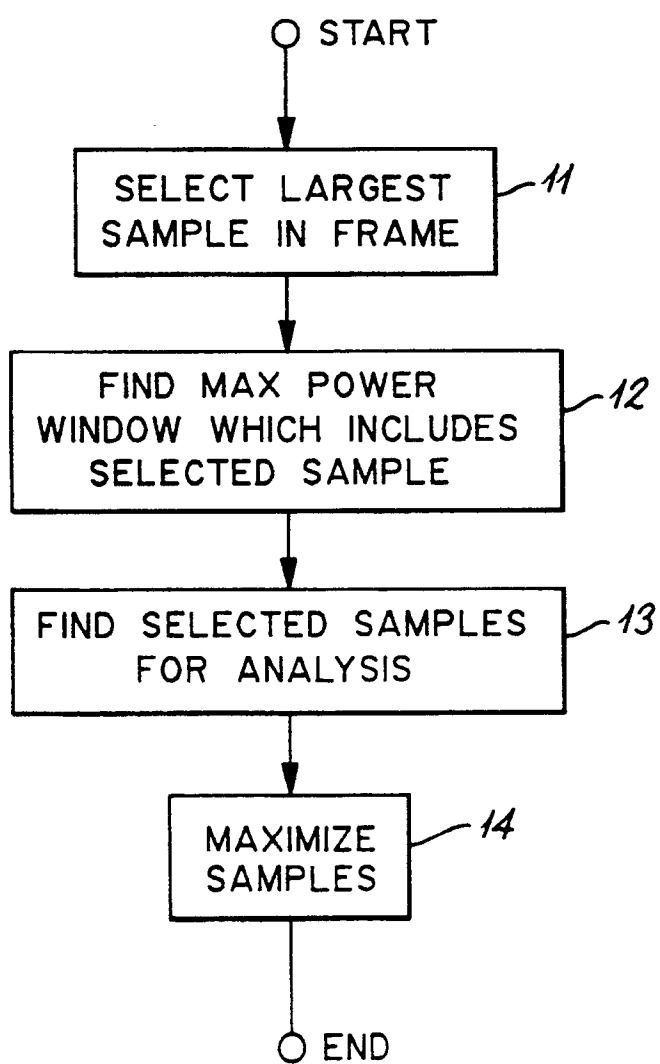 START
SELECT LARGEST
SAMPLE IN FRAME
11
FIND MAX POWER
WINDOW WHICH INCLUDES
SELECTED SAMPLE
12
FIND SELECTED SAMPLES
FOR ANALYSIS
13
MAXIMIZE
SAMPLES
14
END